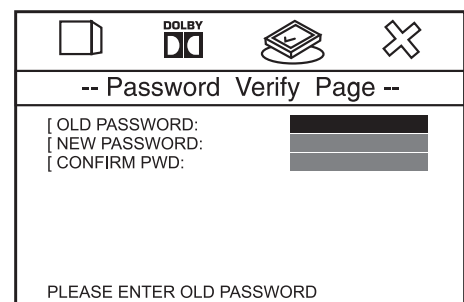 DOLBY
-- Password Verify Page --
[ OLD PASSWORD:
[ NEW PASSWORD:
[ CONFIRM PWD:
PLEASE ENTER OLD PASSWORD